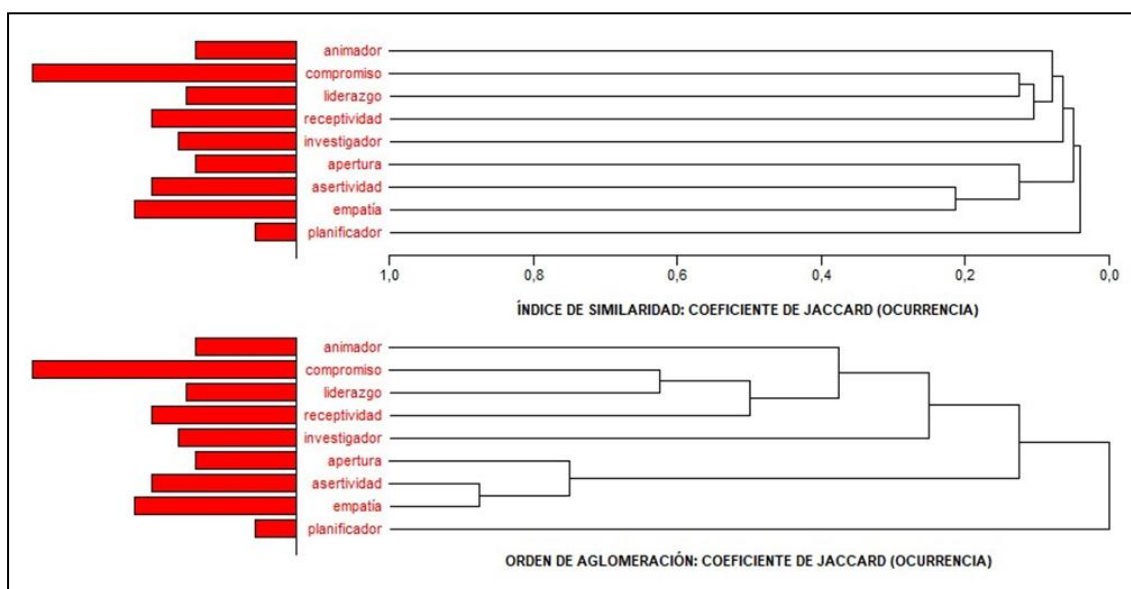 animador
compromiso
liderazgo
receptividad
investigador
apertura
asertividad
empatía
planificador
1,0 0,8 0,6 0,4 0,2 0,0
ÍNDICE DE SIMILARIDAD: COEFICIENTE DE JACCARD (OCURRENCIA)
animador
compromiso
liderazgo
receptividad
investigador
apertura
asertividad
empatía
planificador
ORDEN DE AGLOMERACIÓN: COEFICIENTE DE JACCARD (OCURRENCIA)